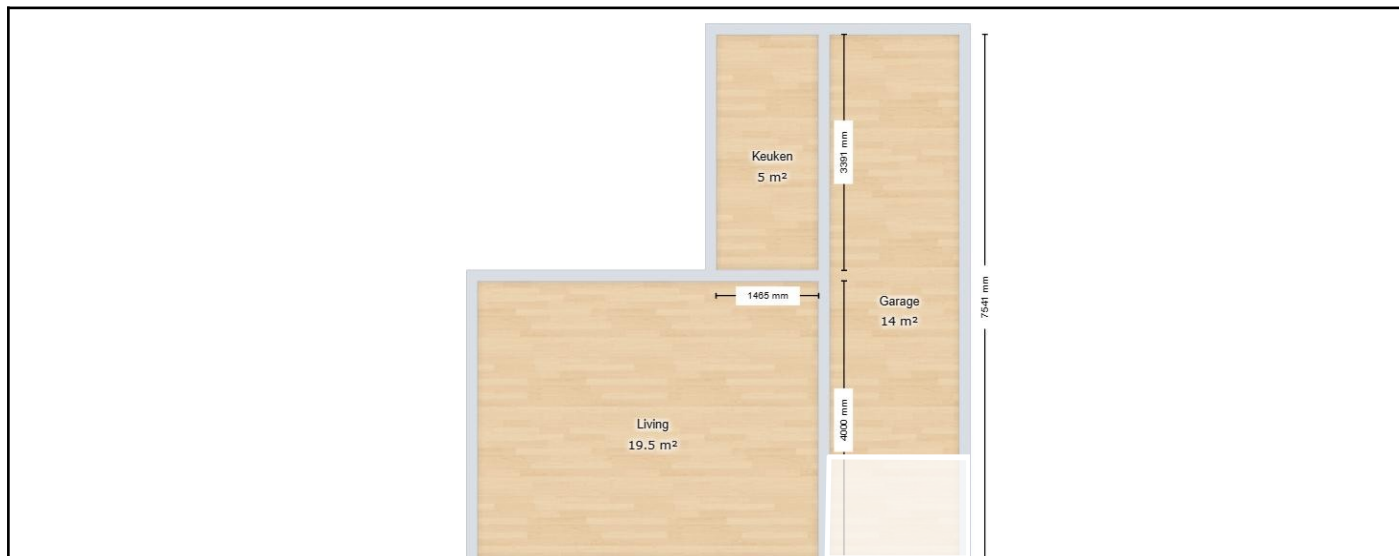 Keuken
5 m²
3391 mm
1465 mm
Garage
14 m²
7541 mm
4000 mm
Living
19.5 m²